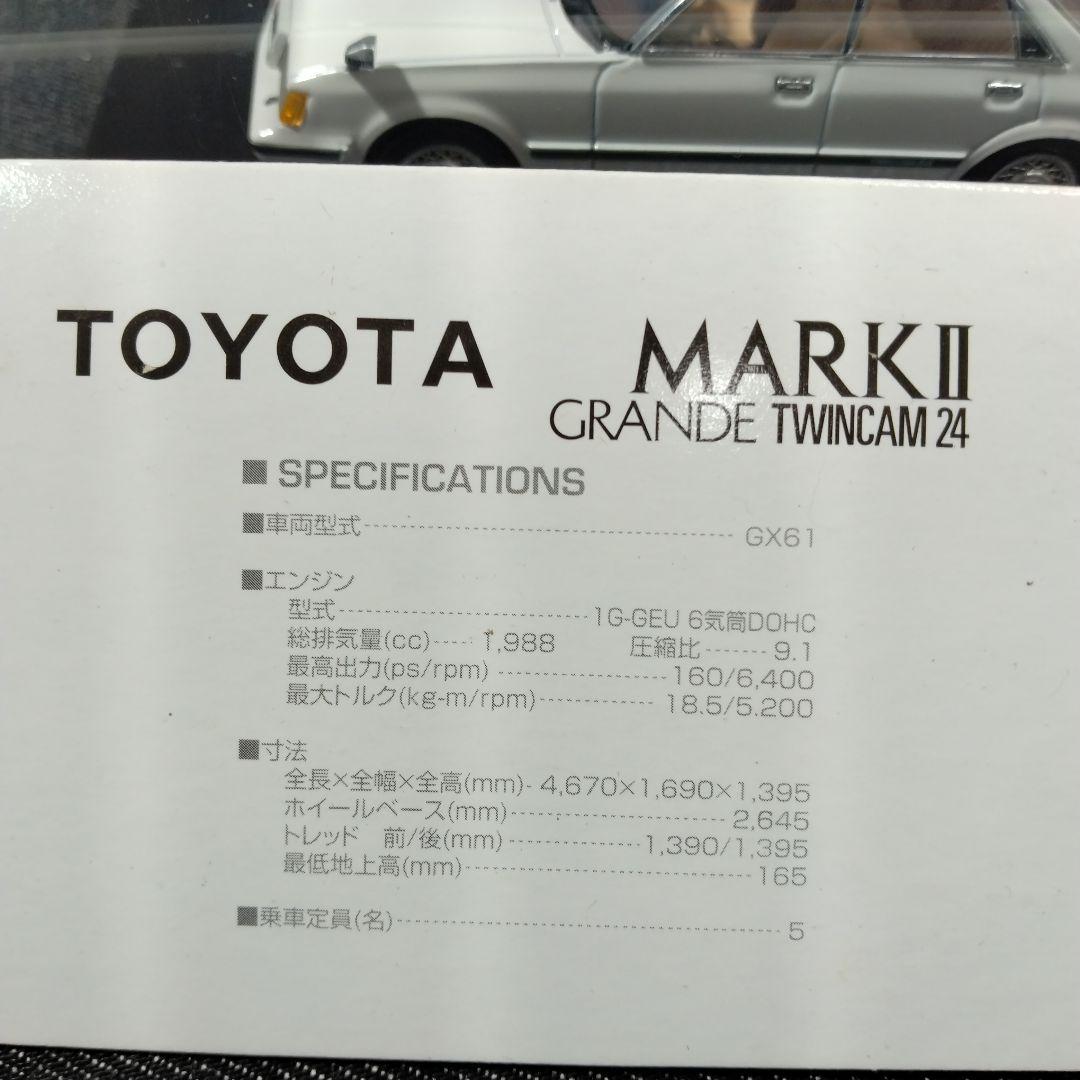 TOYOTA MARKII
GRANDE TWINCAM 24
■ SPECIFICATIONS
■車両型式 GX61
■エンジン
型式 1G-GEU 6気筒DOHC
総排気量(cc) 1,988 圧縮比 9.1
最高出力(ps/rpm) 160/6,400
最大トルク(kg-m/rpm) 18.5/5.200
■寸法
全長×全幅×全高(mm) 4,670×1,690×1,395
ホイールベース(mm) 2,645
トレッド 前/後(mm) 1,390/1,395
最低地上高(mm) 165
■乗車定員(名) 5